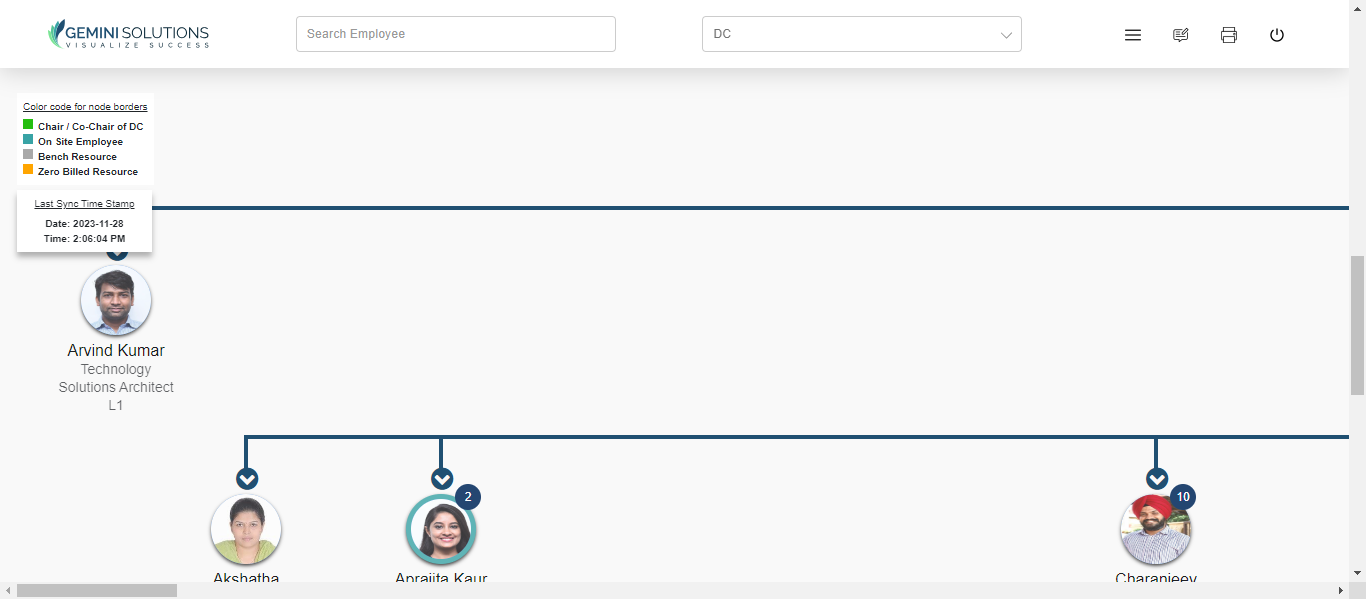 GEMINI SOLUTIONS
VISUALIZE SUCCESS
Search Employee
DC
Color code for node borders
Chair / Co-Chair of DC
On Site Employee
Bench Resource
Zero Billed Resource
Last Sync Time Stamp
Date: 2023-11-28
Time: 2:06:04 PM
Arvind Kumar
Technology
Solutions Architect
L1
2
10
Akshatha
Aprajita Kaur
Charanjeev